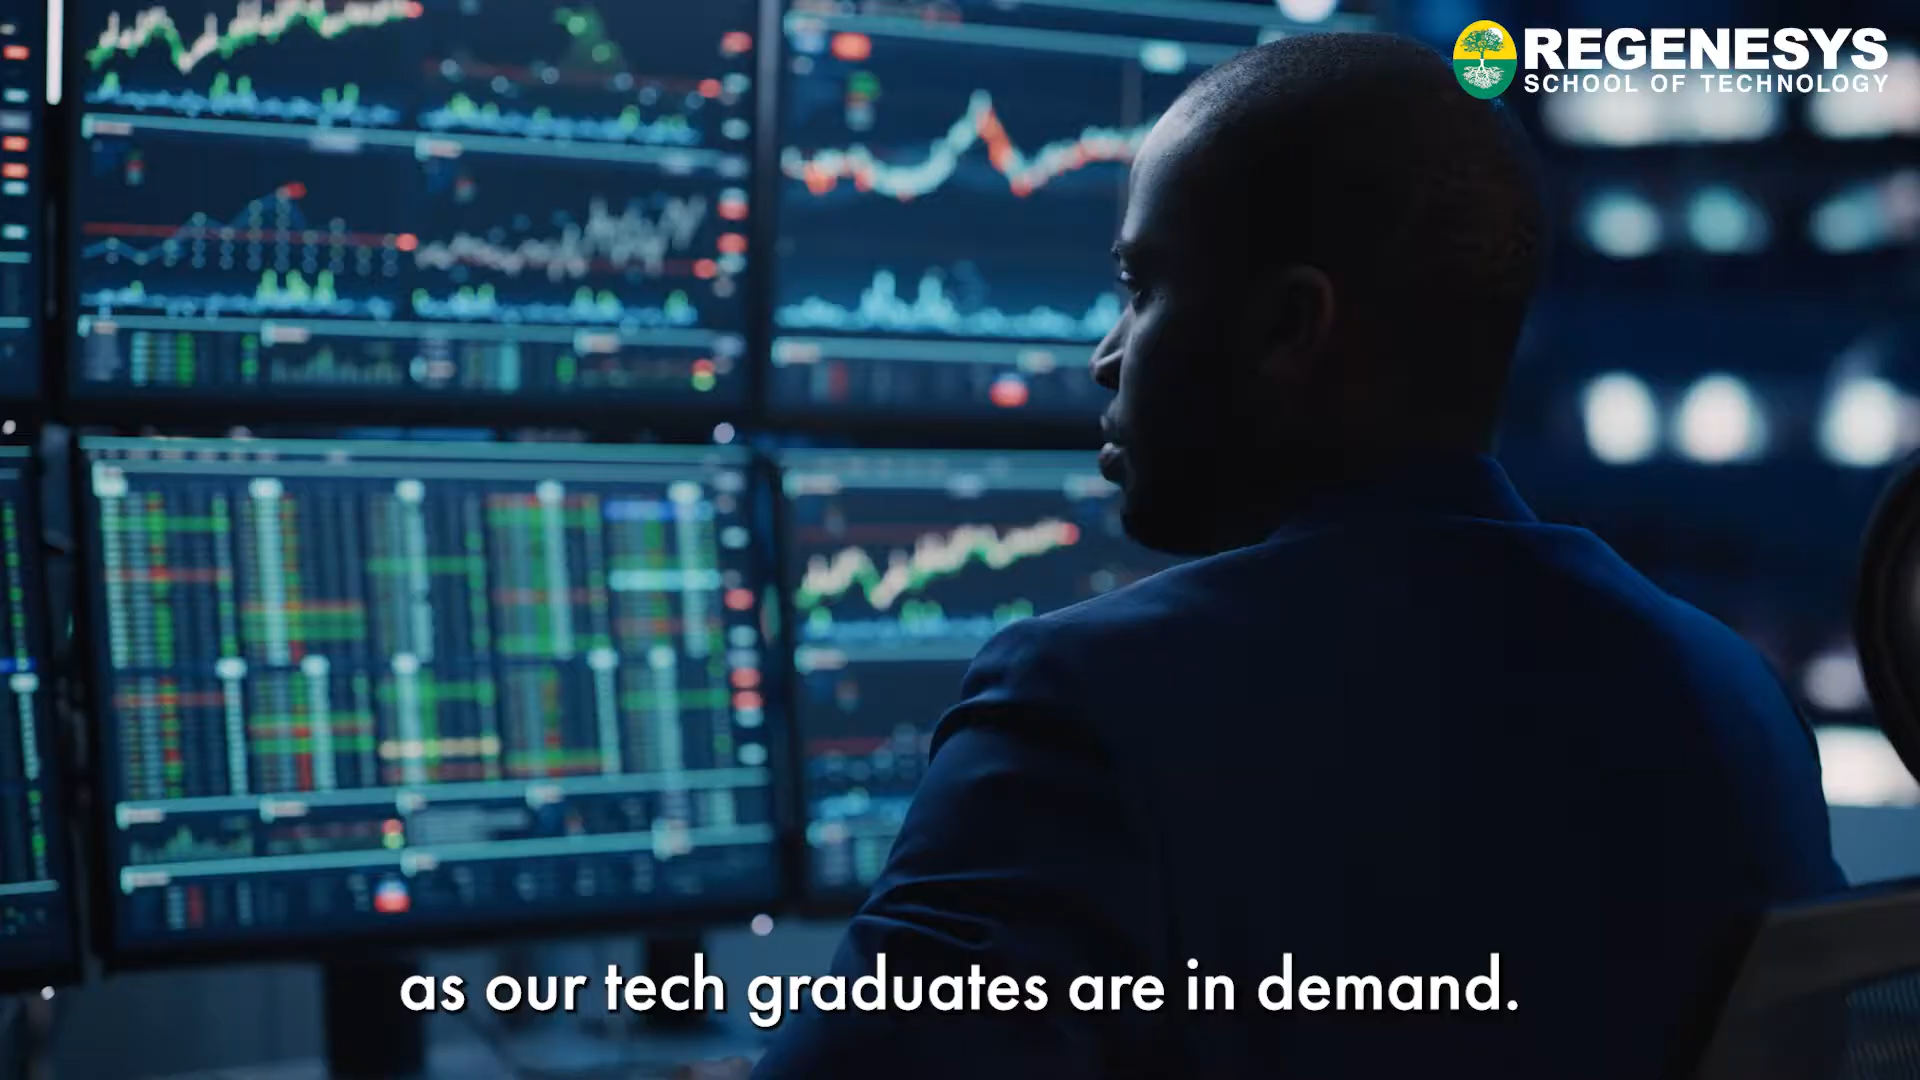 REGENESYS
SCHOOL OF TECHNOLOGY
as our tech graduates are in demand.